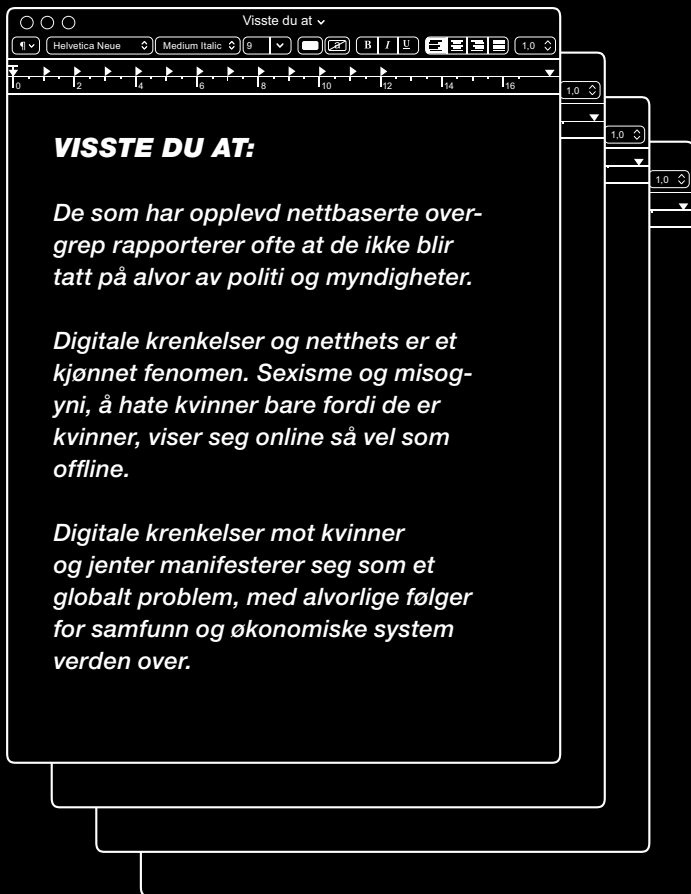 Visste du at
¶ Helvetica Neue Medium Italic 9 a B I U 1,0
0 2 4 6 8 10 12 14 16
1,0
1,0
1,0
VISSTE DU AT:
De som har opplevd nettbaserte over-
grep rapporterer ofte at de ikke blir
tatt på alvor av politi og myndigheter.
Digitale krenkelser og netthets er et
kjønnet fenomen. Sexisme og misog-
yni, å hate kvinner bare fordi de er
kvinner, viser seg online så vel som
offline.
Digitale krenkelser mot kvinner
og jenter manifesterer seg som et
globalt problem, med alvorlige følger
for samfunn og økonomiske system
verden over.